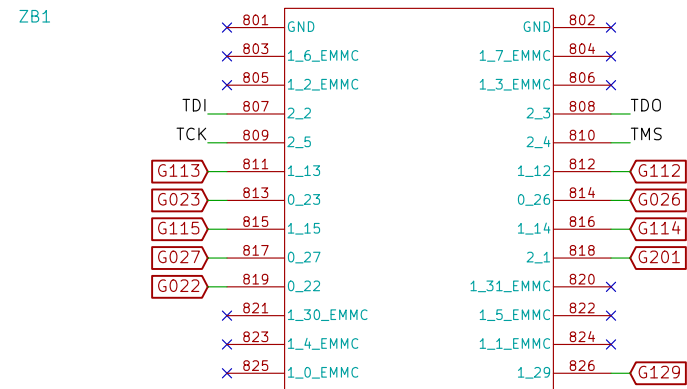 ZB1
801 GND GND 802
803 1_6_EMMC 1_7_EMMC 804
805 1_2_EMMC 1_3_EMMC 806
TDI 807 2_2 2_3 808 TDO
TCK 809 2_5 2_4 810 TMS
G113 811 1_13 1_12 812 G112
G023 813 0_23 0_26 814 G026
G115 815 1_15 1_14 816 G114
G027 817 0_27 2_1 818 G201
G022 819 0_22 1_31_EMMC 820
821 1_30_EMMC 1_5_EMMC 822
823 1_4_EMMC 1_1_EMMC 824
825 1_0_EMMC 1_29 826 G129